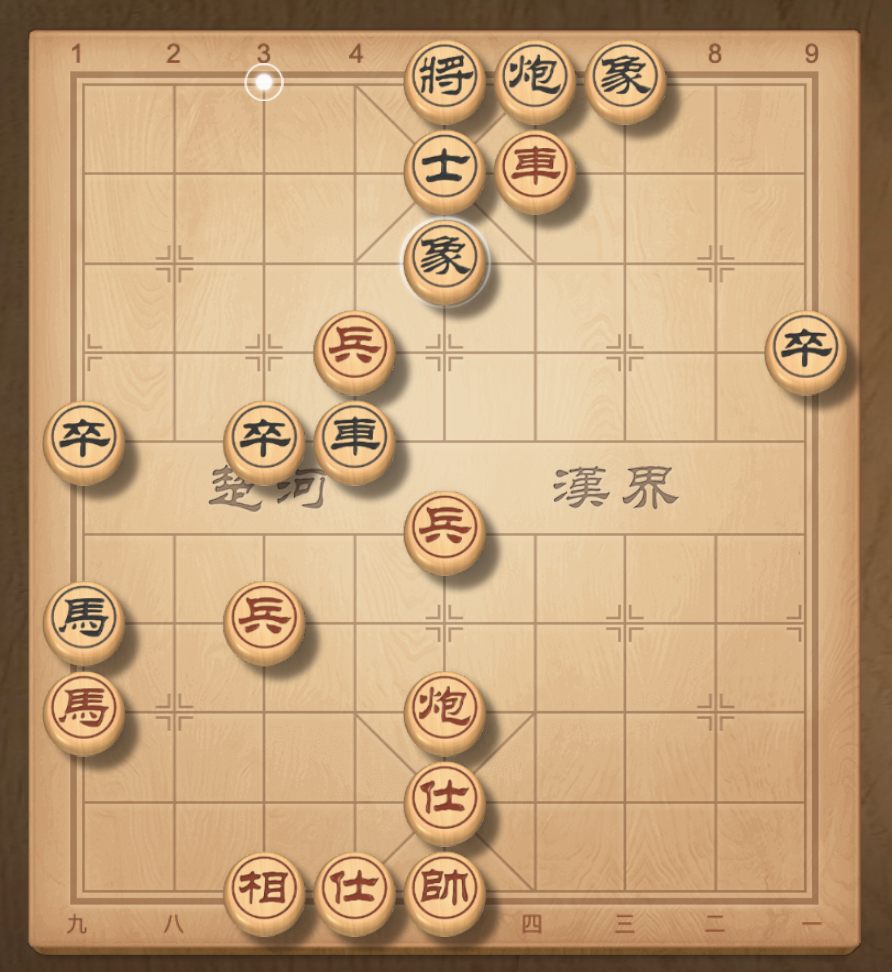 1 2 3 4 8 9
將 炮 象
士 車
象
兵 卒
卒 卒 車
楚河 漢界
兵
馬 兵
馬 炮
仕
相 仕 帥
九 八 四 三 二 一